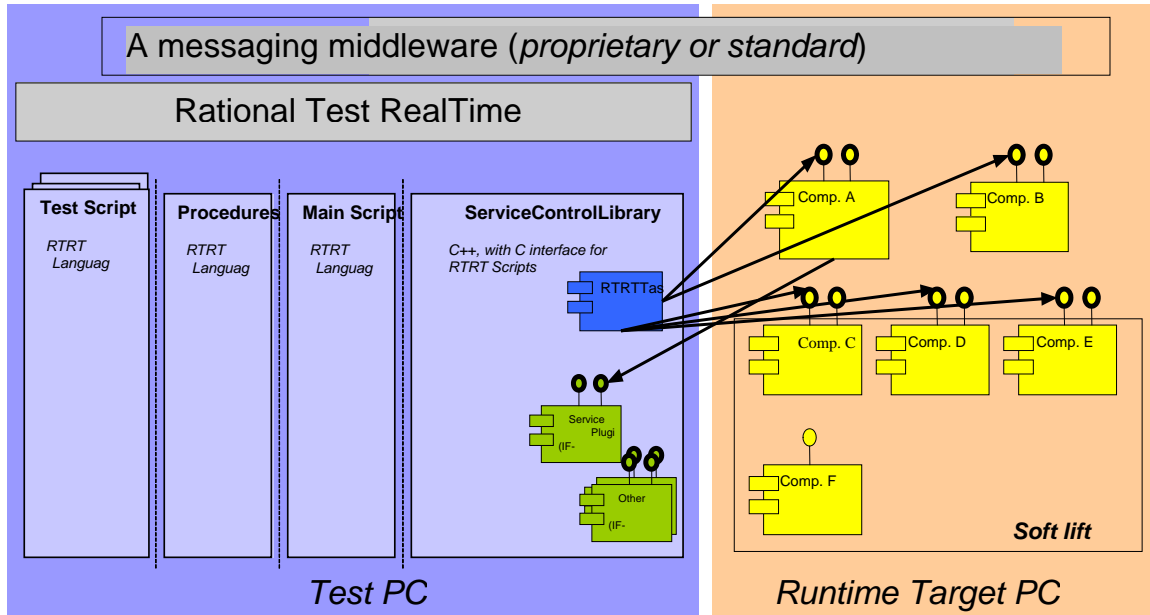 A messaging middleware (proprietary or standard)
Rational Test RealTime
Test Script
RTRT
Languag
Procedures
RTRT
Languag
Main Script
RTRT
Languag
ServiceControlLibrary
C++, with C interface for
RTRT Scripts
RTRTTas
Service
Plugi
(IF-
Other
(IF-
Comp. A
Comp. B
Comp. C
Comp. D
Comp. E
Comp. F
Soft lift
Test PC
Runtime Target PC